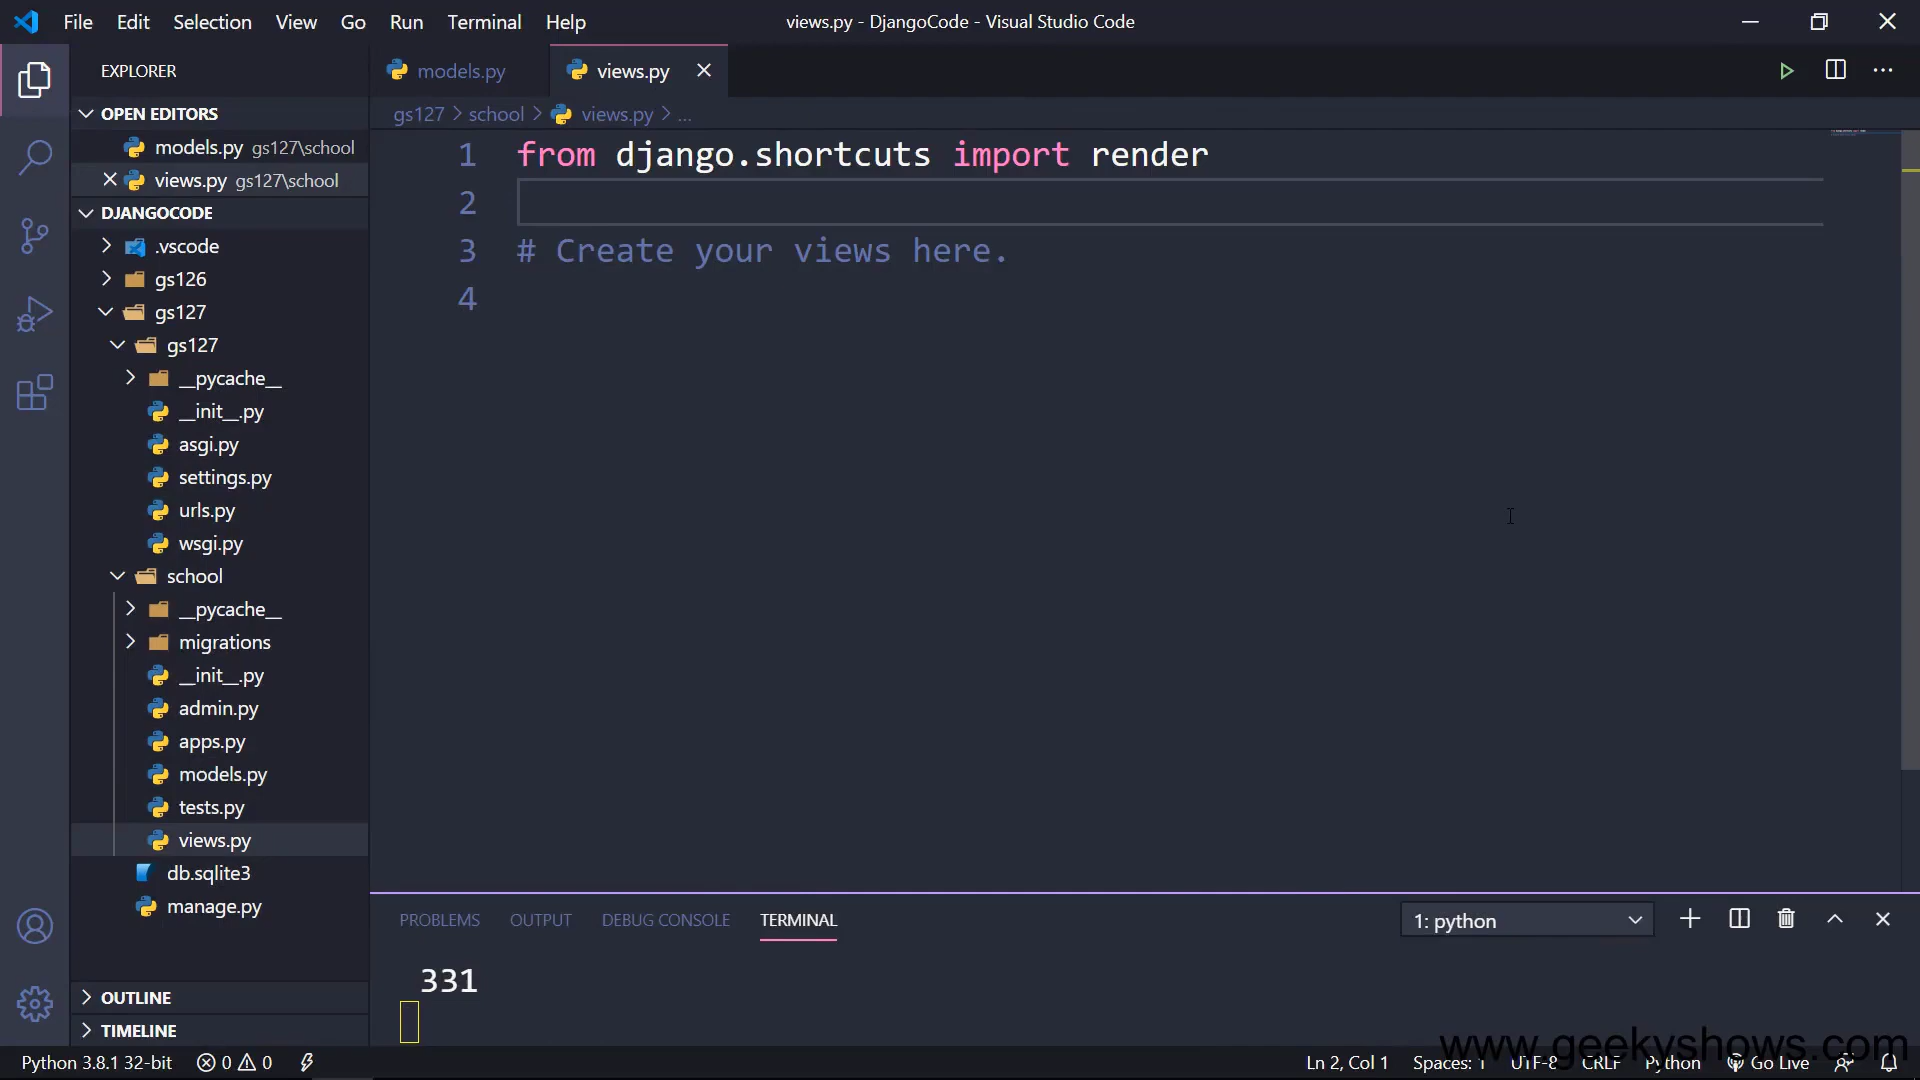 File Edit Selection View Go Run Terminal Help
views.py - DjangoCode - Visual Studio Code
EXPLORER
OPEN EDITORS
models.py gs127\school
views.py gs127\school
DJANGOCODE
.vscode
gs126
gs127
gs127
__pycache__
__init__.py
asgi.py
settings.py
urls.py
wsgi.py
school
__pycache__
migrations
__init__.py
admin.py
apps.py
models.py
tests.py
views.py
db.sqlite3
manage.py
OUTLINE
TIMELINE
models.py
views.py
gs127 > school > views.py > ...
1 from django.shortcuts import render
2
3 # Create your views here.
4
PROBLEMS OUTPUT DEBUG CONSOLE TERMINAL
1: python
331
www.geekyshows.com
Python 3.8.1 32-bit 0 0
Ln 2, Col 1 Spaces: 1 UTF-8 CRLF Python Go Live